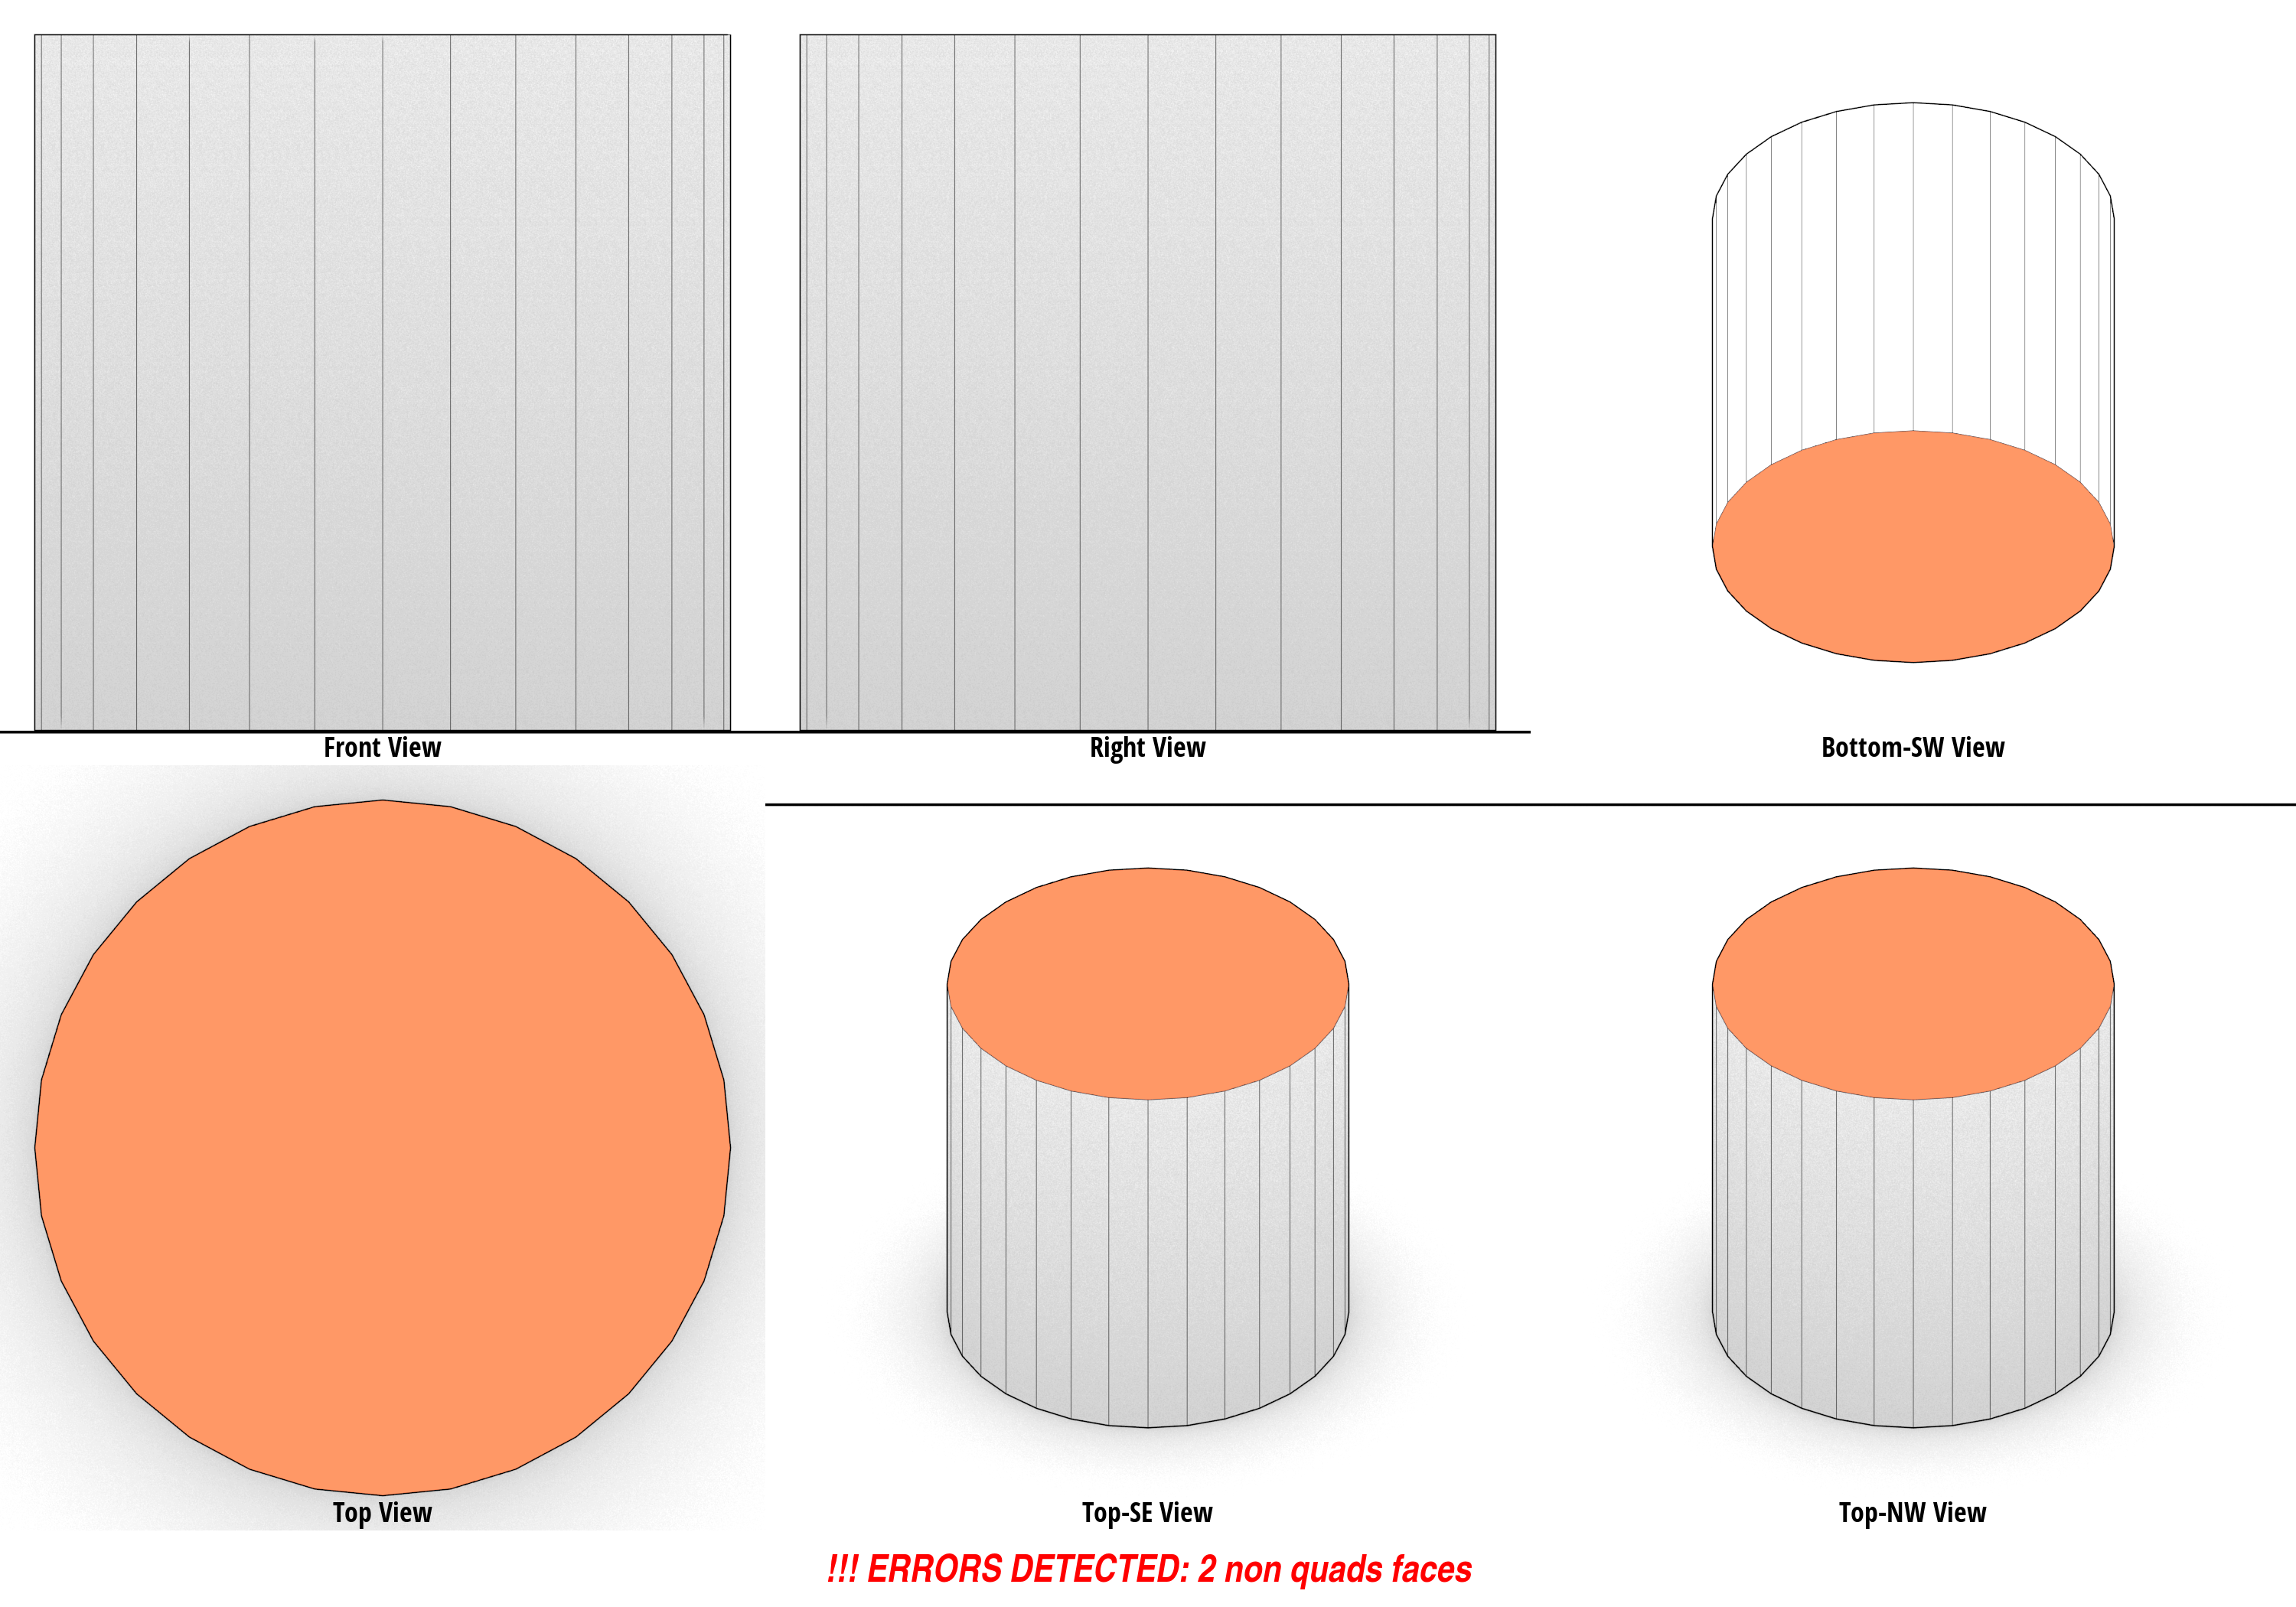 Front View
Right View
Bottom-SW View
Top View
Top-SE View
Top-NW View
!!! ERRORS DETECTED: 2 non quads faces